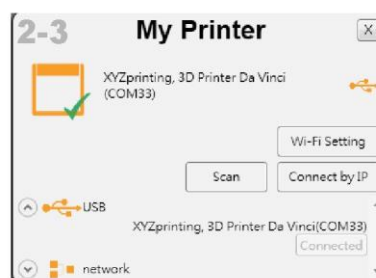 2-3
My Printer
X
XYZprinting, 3D Printer Da Vinci
(COM33)
Wi-Fi Setting
Scan
Connect by IP
USB
XYZprinting, 3D Printer Da Vinci(COM33)
Connected
network